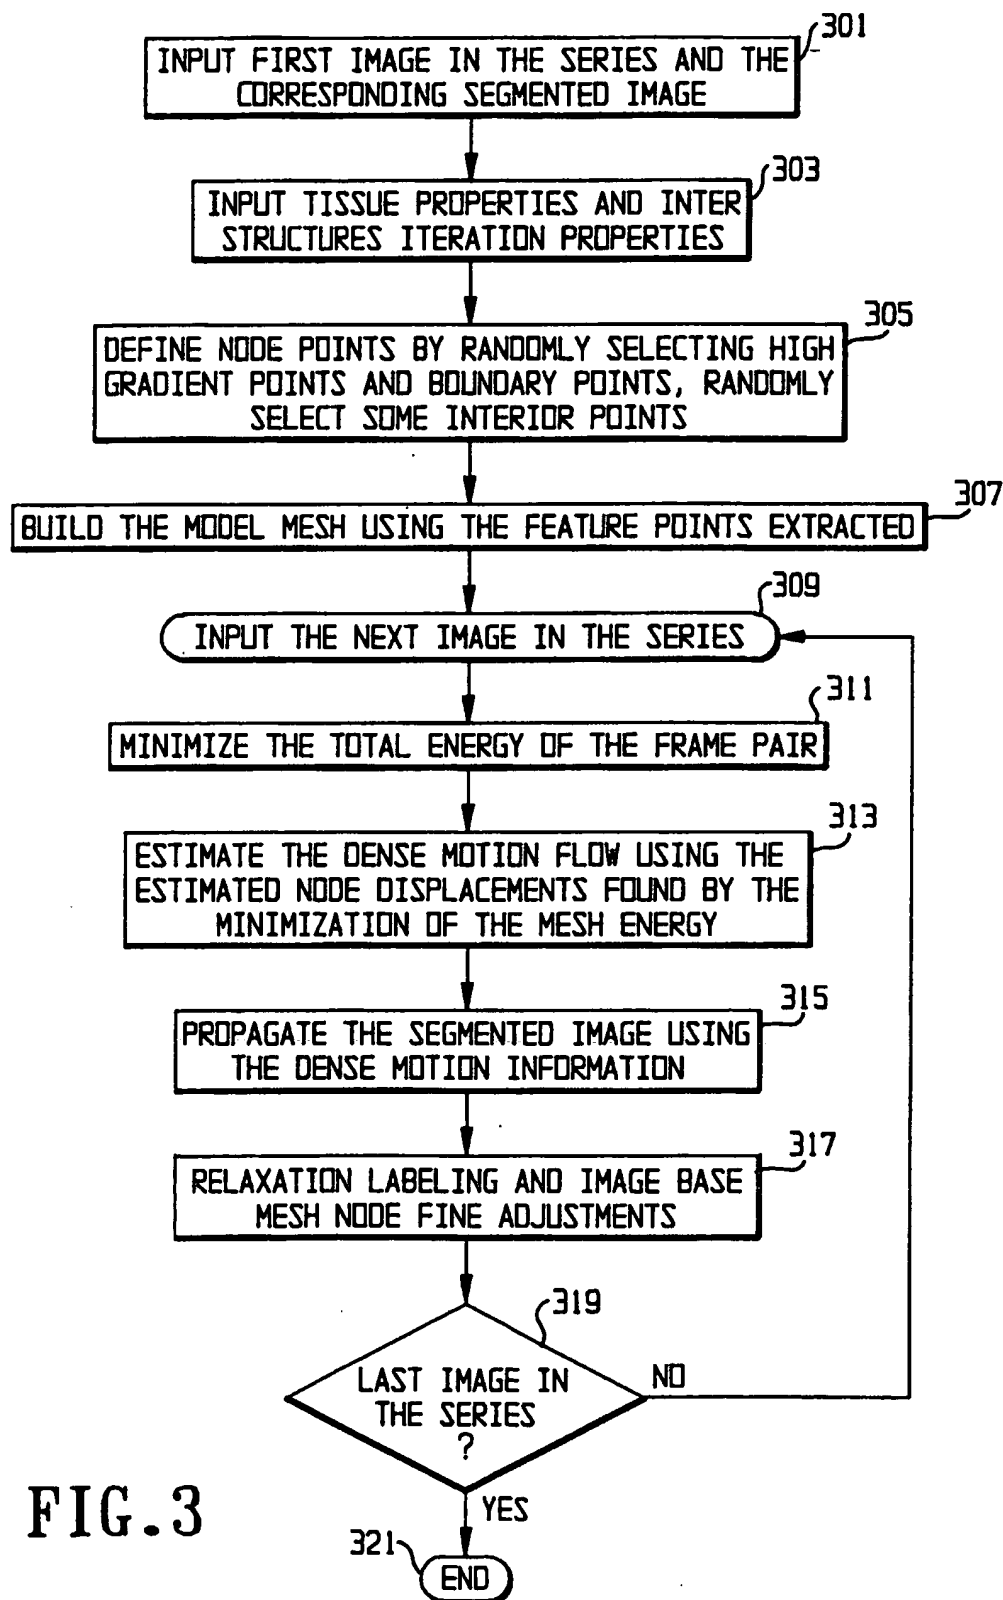 301
INPUT FIRST IMAGE IN THE SERIES AND THE
CORRESPONDING SEGMENTED IMAGE
303
INPUT TISSUE PROPERTIES AND INTER
STRUCTURES ITERATION PROPERTIES
305
DEFINE NODE POINTS BY RANDOMLY SELECTING HIGH
GRADIENT POINTS AND BOUNDARY POINTS, RANDOMLY
SELECT SOME INTERIOR POINTS
307
BUILD THE MODEL MESH USING THE FEATURE POINTS EXTRACTED
309
INPUT THE NEXT IMAGE IN THE SERIES
311
MINIMIZE THE TOTAL ENERGY OF THE FRAME PAIR
313
ESTIMATE THE DENSE MOTION FLOW USING THE
ESTIMATED NODE DISPLACEMENTS FOUND BY THE
MINIMIZATION OF THE MESH ENERGY
315
PROPAGATE THE SEGMENTED IMAGE USING
THE DENSE MOTION INFORMATION
317
RELAXATION LABELING AND IMAGE BASE
MESH NODE FINE ADJUSTMENTS
319
LAST IMAGE IN
THE SERIES
?
NO
YES
321
END
FIG.3